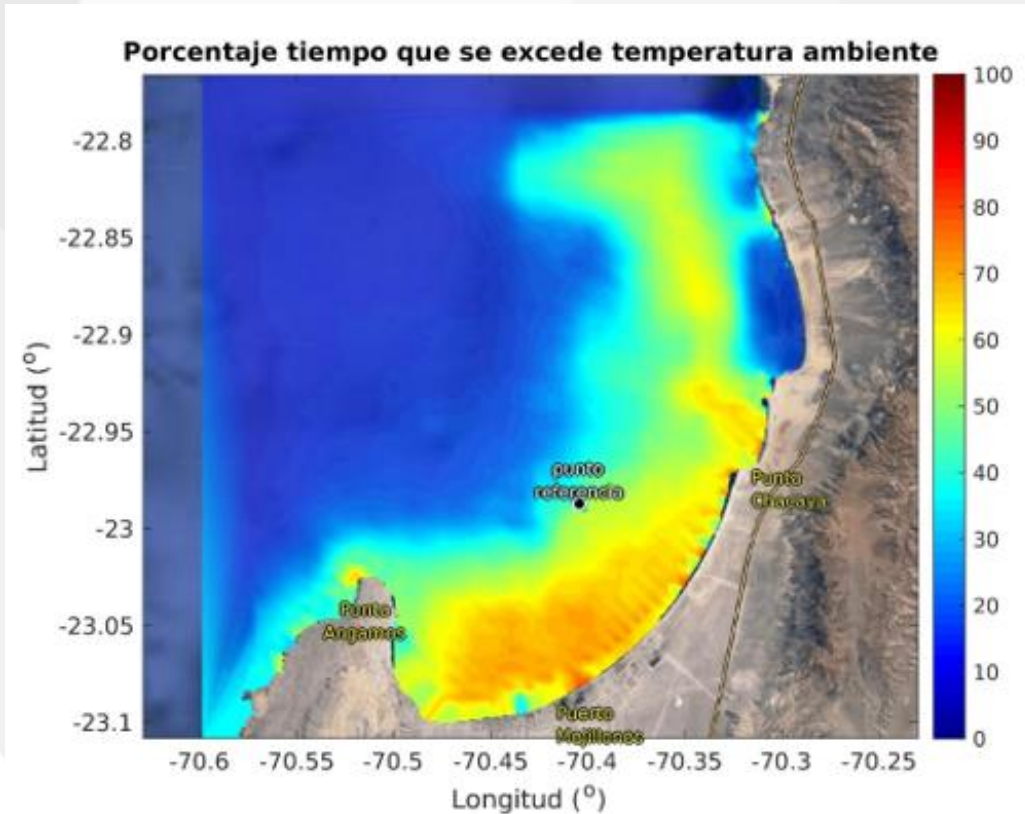 Porcentaje tiempo que se excede temperatura ambiente
100
90
80
70
60
50
40
30
20
10
0
-22.8
-22.85
-22.9
-22.95
-23
-23.05
-23.1
Latitud (º)
punto
referencia
Punta
Chacaya
Punta
Angamos
Puerto
Mejillones
-70.6
-70.55
-70.5
-70.45
-70.4
-70.35
-70.3
-70.25
Longitud (º)